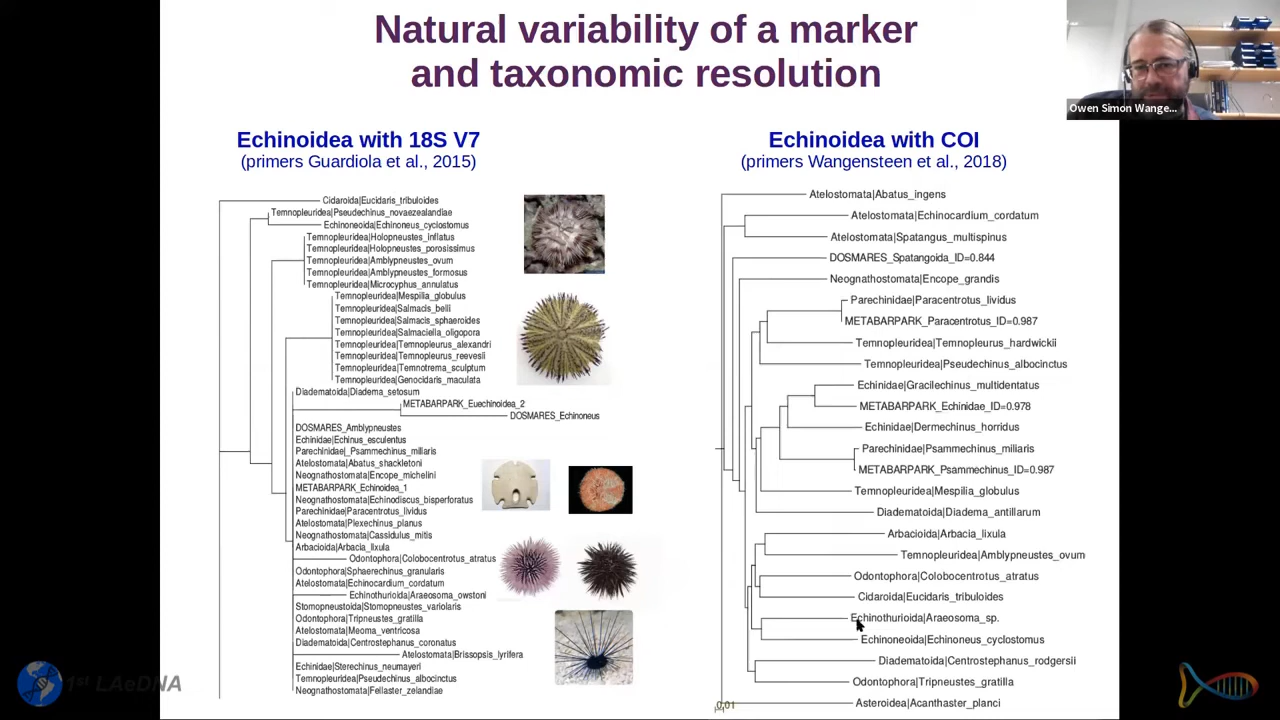 Natural variability of a marker
and taxonomic resolution
Owen Simon Wange...
Echinoidea with 18S V7
(primers Guardiola et al., 2015)
Cidaroida|Eucidaris_tribuloides
Temnopleuridea|Pseudechinus_novaezealandiae
Echinoneoida|Echinoneus_cyclostomus
Temnopleuridea|Holopneustes_inflatus
Temnopleuridea|Holopneustes_porosissimus
Temnopleuridea|Amblypneustes_ovum
Temnopleuridea|Amblypneustes_formosus
Temnopleuridea|Microcyphus_annulatus
Temnopleuridea|Mespilia_globulus
Temnopleuridea|Salmacis_belli
Temnopleuridea|Salmacis_sphaeroides
Temnopleuridea|Salmaciella_oligopora
Temnopleuridea|Temnopleurus_alexandri
Temnopleuridea|Temnopleurus_reevesii
Temnopleuridea|Temnotrema_sculptum
Temnopleuridea|Genocidaris_maculata
Diadematoida|Diadema_setosum
METABARPARK_Euechinoidea_2
DOSMARES_Echinoneus
DOSMARES_Amblypneustes
Echinidae|Echinus_esculentus
Parechinidae|_Psammechinus_miliaris
Atelostomata|Abatus_shackletoni
Neognathostomata|Encope_michelini
METABARPARK_Echinoidea_1
Neognathostomata|Echinodiscus_bisperforatus
Parechinidae|Paracentrotus_lividus
Atelostomata|Plexechinus_planus
Neognathostomata|Cassidulus_mitis
Arbacioida|Arbacia_lixula
Odontophora|Colobocentrotus_atratus
Odontophora|Sphaerechinus_granularis
Atelostomata|Echinocardium_cordatum
Echinothurioida|Araeosoma_owstoni
Stomopneustoida|Stomopneustes_variolaris
Odontophora|Tripneustes_gratilla
Atelostomata|Meoma_ventricosa
Diadematoida|Centrostephanus_coronatus
Atelostomata|Brissopsis_lyrifera
Echinidae|Sterechinus_neumayeri
Temnopleuridea|Pseudechinus_albocinctus
Neognathostomata|Fellaster_zelandiae
Echinoidea with COI
(primers Wangensteen et al., 2018)
Atelostomata|Abatus_ingens
Atelostomata|Echinocardium_cordatum
Atelostomata|Spatangus_multispinus
DOSMARES_Spatangoida_ID=0.844
Neognathostomata|Encope_grandis
Parechinidae|Paracentrotus_lividus
METABARPARK_Paracentrotus_ID=0.987
Temnopleuridea|Temnopleurus_hardwickii
Temnopleuridea|Pseudechinus_albocinctus
Echinidae|Gracilechinus_multidentatus
METABARPARK_Echinidae_ID=0.978
Echinidae|Dermechinus_horridus
Parechinidae|Psammechinus_miliaris
METABARPARK_Psammechinus_ID=0.987
Temnopleuridea|Mespilia_globulus
Diadematoida|Diadema_antillarum
Arbacioida|Arbacia_lixula
Temnopleuridea|Amblypneustes_ovum
Odontophora|Colobocentrotus_atratus
Cidaroida|Eucidaris_tribuloides
Echinothurioida|Araeosoma_sp.
Echinoneoida|Echinoneus_cyclostomus
Diadematoida|Centrostephanus_rodgersii
Odontophora|Tripneustes_gratilla
Asteroidea|Acanthaster_planci
0.01
1st LAeDNA